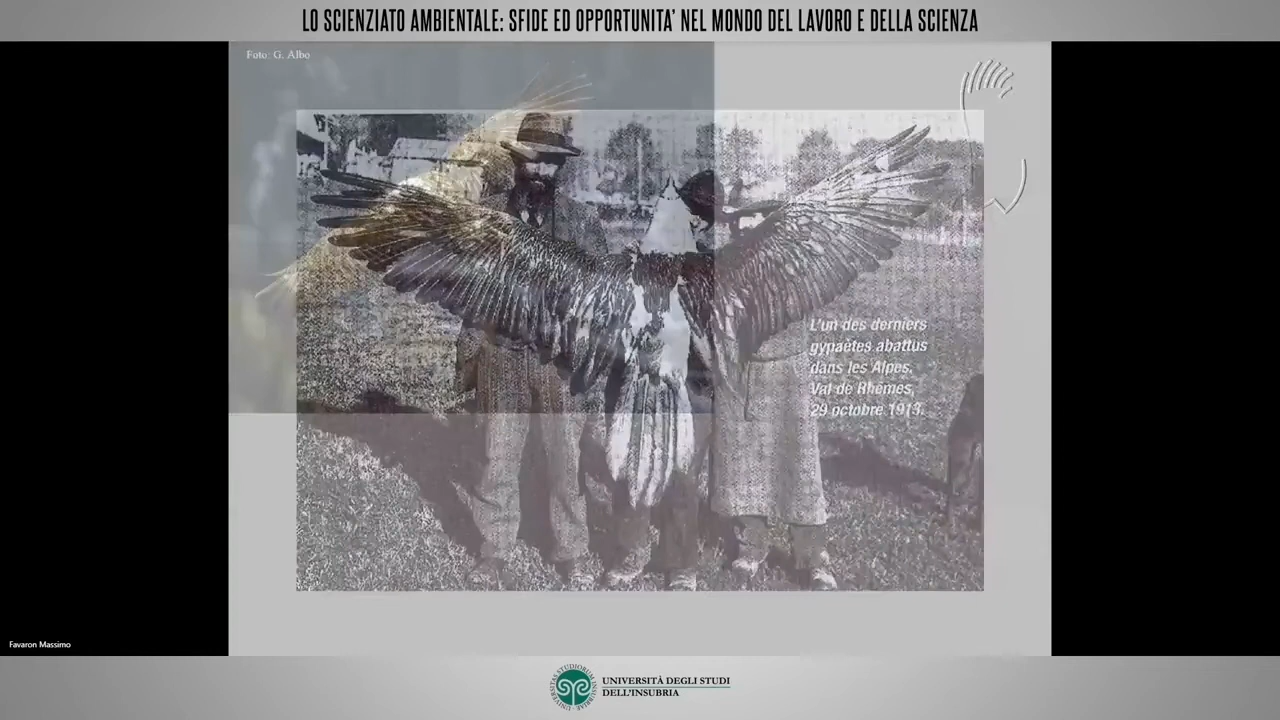 LO SCIENZIATO AMBIENTALE: SFIDE ED OPPORTUNITA' NEL MONDO DEL LAVORO E DELLA SCIENZA
Foto: G. Albo
L'un des derniers
gypaètes abattus
dans les Alpes.
Val de Rhêmes,
29 octobre 1913.
Favaron Massimo
UNIVERSITÀ DEGLI STUDI
DELL'INSUBRIA